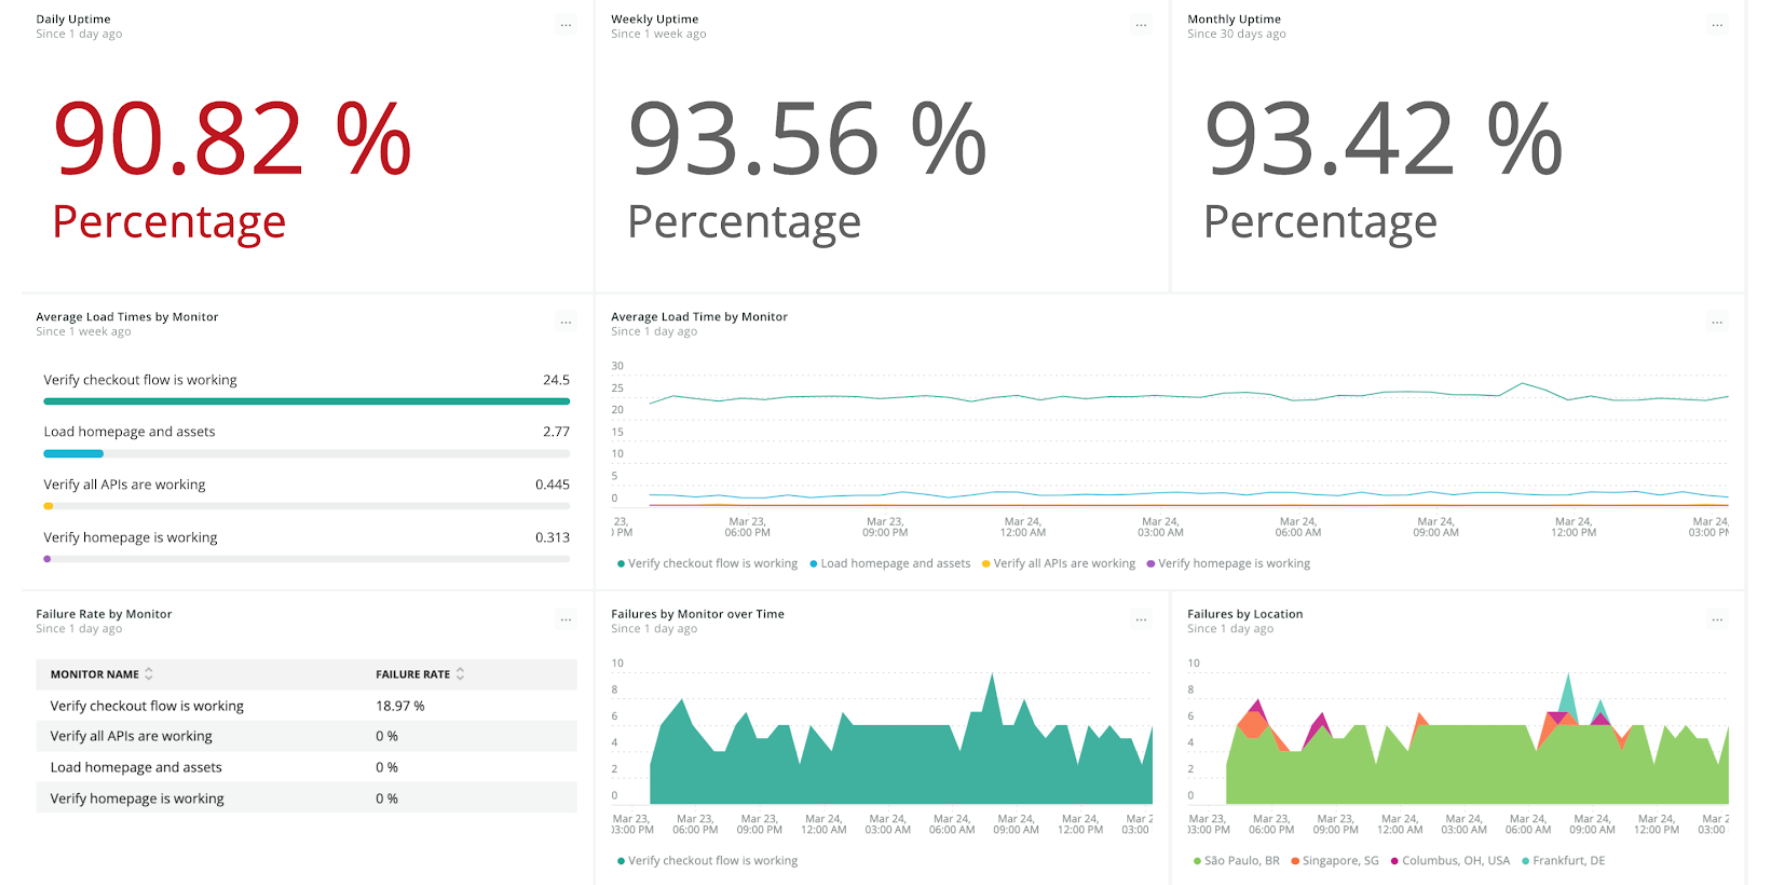 Daily Uptime
Since 1 day ago
...
90.82 %
Percentage
Weekly Uptime
Since 1 week ago
...
93.56 %
Percentage
Monthly Uptime
Since 30 days ago
...
93.42 %
Percentage
Average Load Times by Monitor
Since 1 week ago
...
Verify checkout flow is working 24.5
Load homepage and assets 2.77
Verify all APIs are working 0.445
Verify homepage is working 0.313
Average Load Time by Monitor
Since 1 day ago
...
30
25
20
15
10
5
0
23, Mar 23, Mar 23, Mar 24, Mar 24, Mar 24, Mar 24, Mar 24, Mar 24,
PM 06:00 PM 09:00 PM 12:00 AM 03:00 AM 06:00 AM 09:00 AM 12:00 PM 03:00 PM
Verify checkout flow is working Load homepage and assets Verify all APIs are working Verify homepage is working
Failure Rate by Monitor
Since 1 day ago
...
MONITOR NAME FAILURE RATE
Verify checkout flow is working 18.97 %
Verify all APIs are working 0 %
Load homepage and assets 0 %
Verify homepage is working 0 %
Failures by Monitor over Time
Since 1 day ago
...
10
8
6
4
2
0
Mar 23, Mar 23, Mar 23, Mar 24, Mar 24, Mar 24, Mar 24, Mar 24, Mar 2
03:00 PM 06:00 PM 09:00 PM 12:00 AM 03:00 AM 06:00 AM 09:00 AM 12:00 PM 03:00
Verify checkout flow is working
Failures by Location
Since 1 day ago
...
10
8
6
4
2
0
Mar 23, Mar 23, Mar 23, Mar 24, Mar 24, Mar 24, Mar 24, Mar 24, Mar 2
03:00 PM 06:00 PM 09:00 PM 12:00 AM 03:00 AM 06:00 AM 09:00 AM 12:00 PM 03:00
São Paulo, BR Singapore, SG Columbus, OH, USA Frankfurt, DE